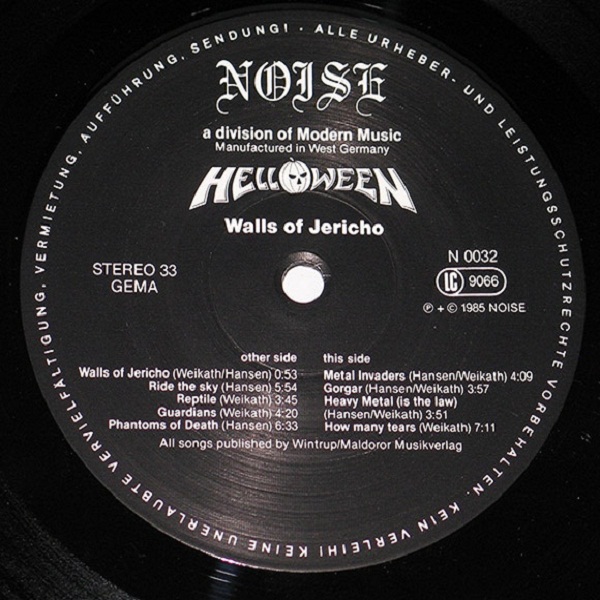 KEINE UNERLAUBTE VERVIELFÄLTIGUNG, VERMIETUNG, AUFFÜHRUNG, SENDUNG! · ALLE URHEBER- UND LEISTUNGSSCHUTZRECHTE VORBEHALTEN. KEIN VERLEIH!
NOISE
a division of Modern Music
Manufactured in West Germany
HELLOWEEN
Walls of Jericho
STEREO 33
GEMA
N 0032
LC 9066
℗ + © 1985 NOISE
other side
Walls of Jericho (Weikath/Hansen) 0:53
Ride the sky (Hansen) 5:54
Reptile (Weikath) 3:45
Guardians (Weikath) 4:20
Phantoms of Death (Hansen) 6:33
this side
Metal Invaders (Hansen/Weikath) 4:09
Gorgar (Hansen/Weikath) 3:57
Heavy Metal (is the law)
(Hansen/Weikath) 3:51
How many tears (Weikath) 7:11
All songs published by Wintrup/Maldoror Musikverlag